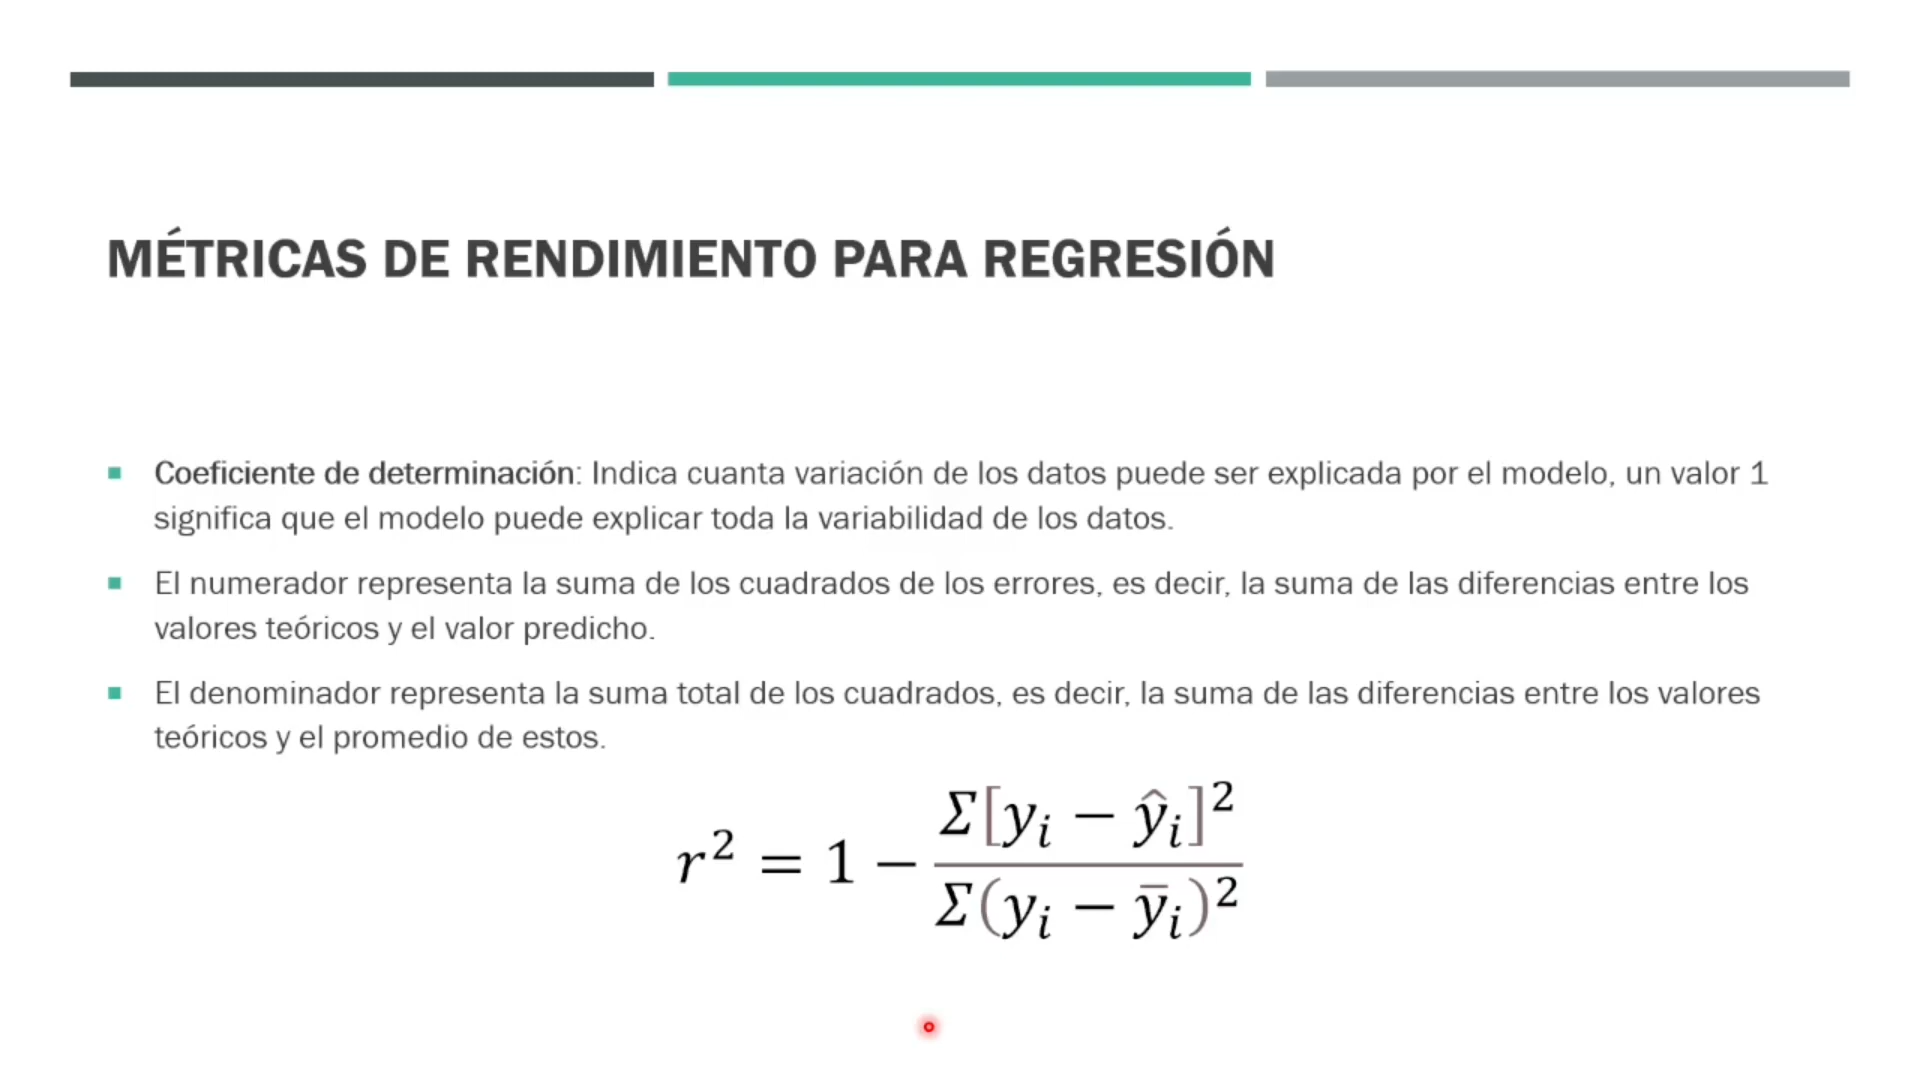 MÉTRICAS DE RENDIMIENTO PARA REGRESIÓN
Coeficiente de determinación: Indica cuanta variación de los datos puede ser explicada por el modelo, un valor 1
significa que el modelo puede explicar toda la variabilidad de los datos.
El numerador representa la suma de los cuadrados de los errores, es decir, la suma de las diferencias entre los
valores teóricos y el valor predicho.
El denominador representa la suma total de los cuadrados, es decir, la suma de las diferencias entre los valores
teóricos y el promedio de estos.
r² = 1 − Σ[yᵢ − ŷᵢ]² / Σ(yᵢ − ȳᵢ)²